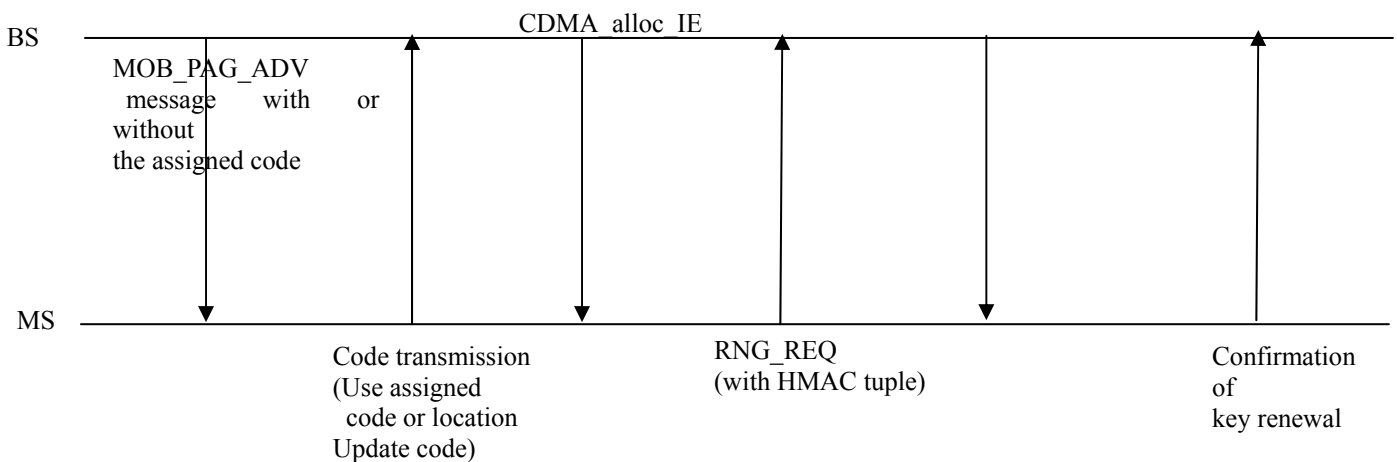 CDMA_alloc_IE
BS
MOB_PAG_ADV
message with or
without
the assigned code
MS
Code transmission
(Use assigned
code or location
Update code)
RNG_REQ
(with HMAC tuple)
Confirmation
of
key renewal